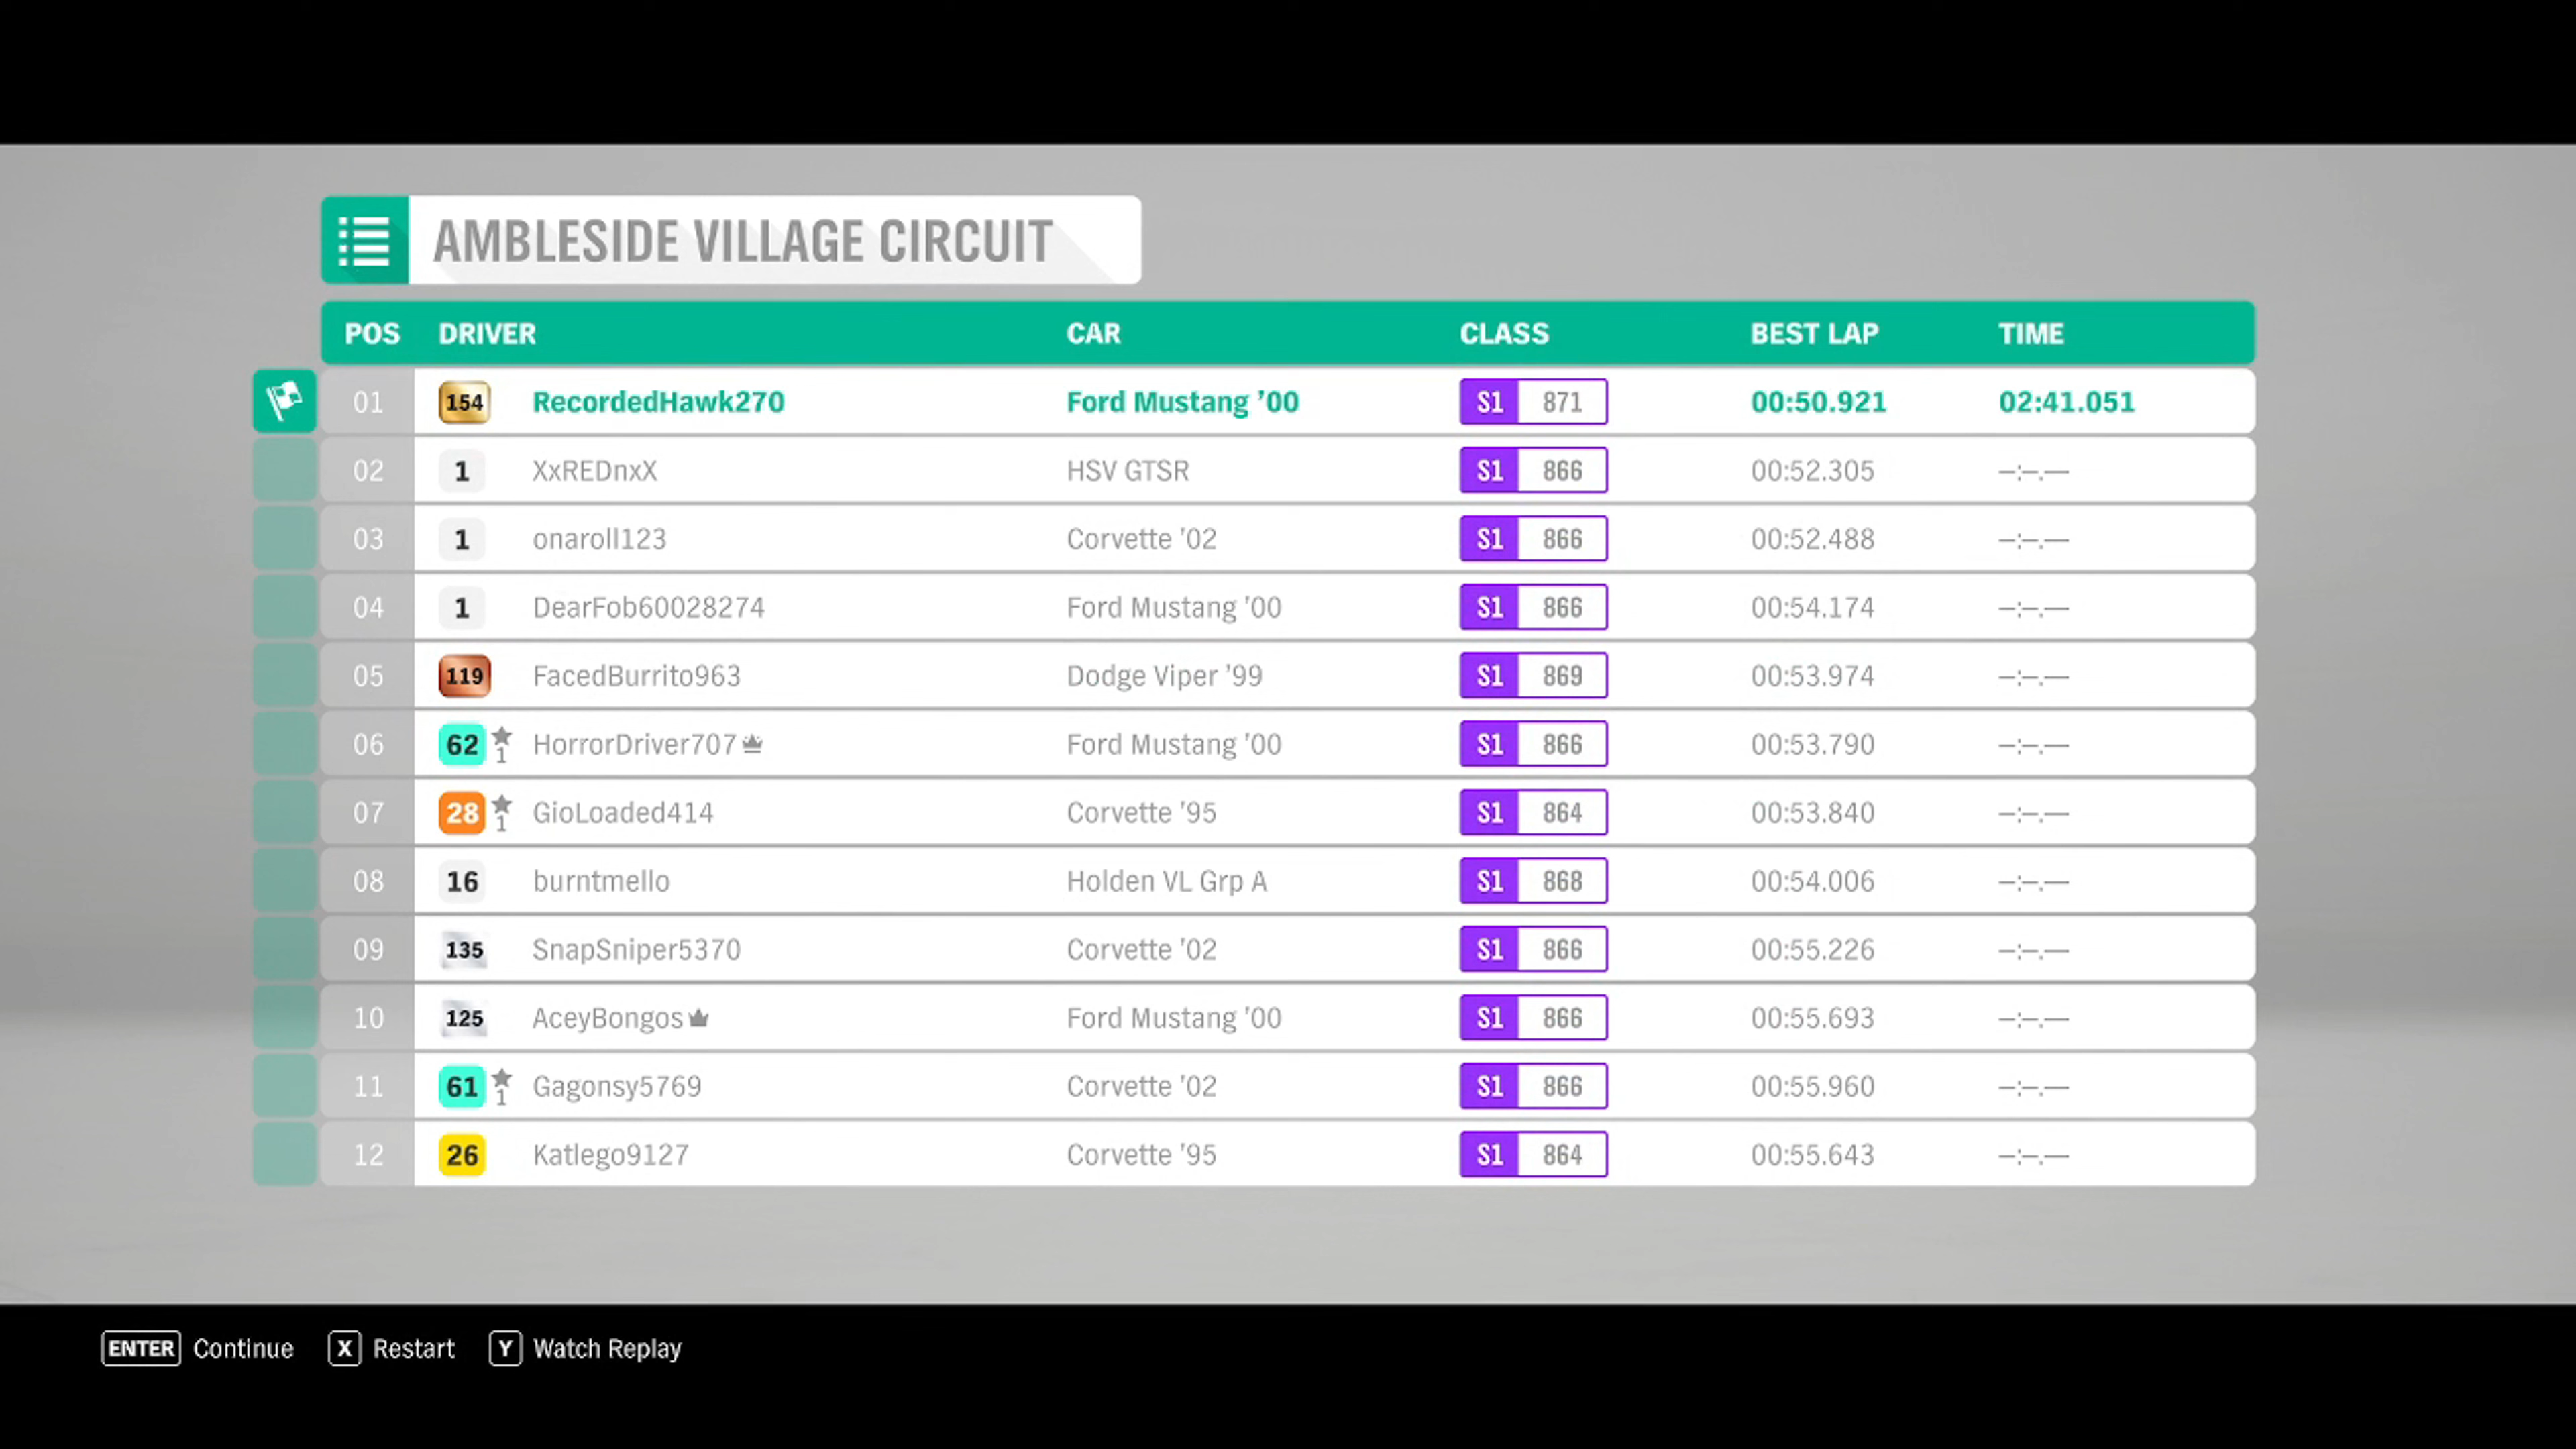 AMBLESIDE VILLAGE CIRCUIT
POS DRIVER CAR CLASS BEST LAP TIME
01 154 RecordedHawk270 Ford Mustang '00 S1 871 00:50.921 02:41.051
02 1 XxREDnxX HSV GTSR S1 866 00:52.305 –:–.––
03 1 onaroll123 Corvette '02 S1 866 00:52.488 –:–.––
04 1 DearFob60028274 Ford Mustang '00 S1 866 00:54.174 –:–.––
05 119 FacedBurrito963 Dodge Viper '99 S1 869 00:53.974 –:–.––
06 62 1 HorrorDriver707 Ford Mustang '00 S1 866 00:53.790 –:–.––
07 28 1 GioLoaded414 Corvette '95 S1 864 00:53.840 –:–.––
08 16 burntmello Holden VL Grp A S1 868 00:54.006 –:–.––
09 135 SnapSniper5370 Corvette '02 S1 866 00:55.226 –:–.––
10 125 AceyBongos Ford Mustang '00 S1 866 00:55.693 –:–.––
11 61 1 Gagonsy5769 Corvette '02 S1 866 00:55.960 –:–.––
12 26 Katlego9127 Corvette '95 S1 864 00:55.643 –:–.––
ENTER Continue X Restart Y Watch Replay